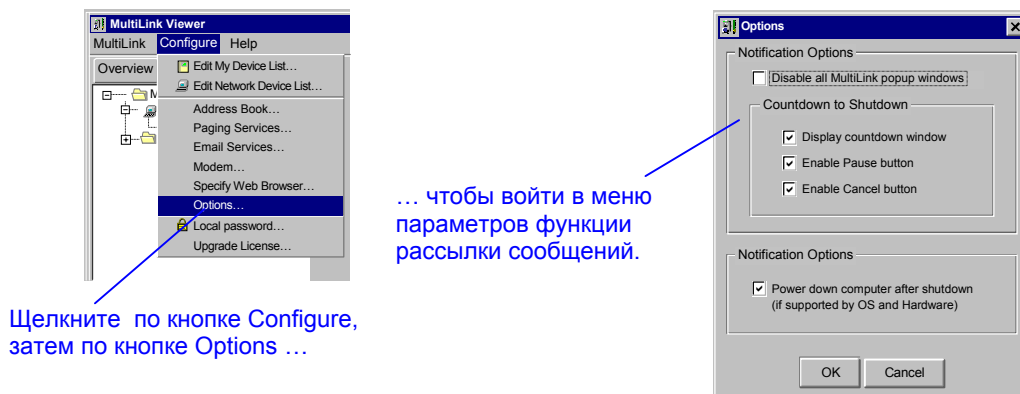 MultiLink Viewer
MultiLink Configure Help
Overview
Edit My Device List…
Edit Network Device List…
M
Address Book…
Paging Services…
Email Services…
Modem…
Specify Web Browser…
Options…
Local password…
Upgrade License…
Щелкните по кнопке Configure,
затем по кнопке Options …
… чтобы войти в меню
параметров функции
рассылки сообщений.
Options
Notification Options
Disable all MultiLink popup windows
Countdown to Shutdown
Display countdown window
Enable Pause button
Enable Cancel button
Notification Options
Power down computer after shutdown
(if supported by OS and Hardware)
OK Cancel